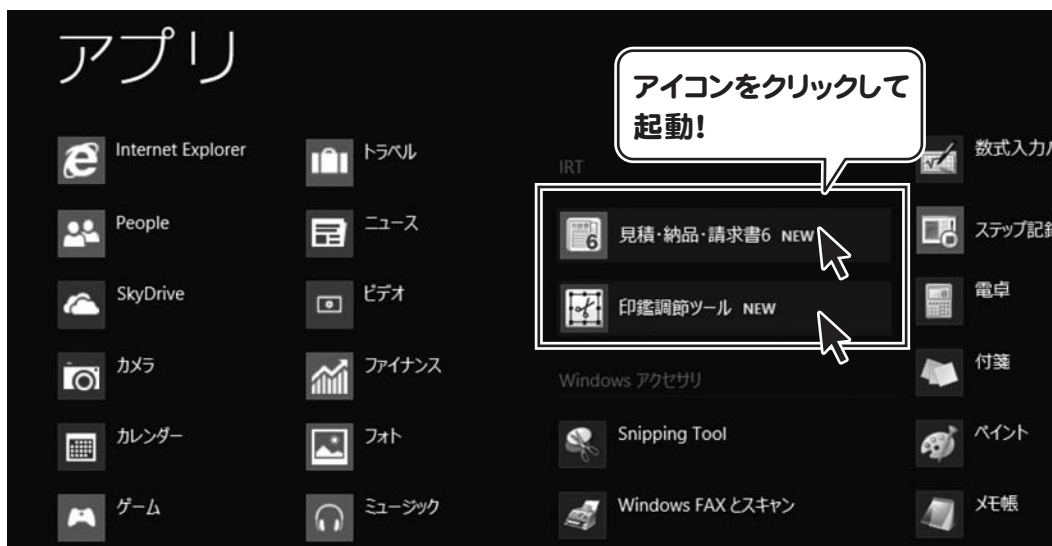 アプリ
アイコンをクリックして
起動!
Internet Explorer
People
SkyDrive
カメラ
カレンダー
ゲーム
トラベル
ニュース
ビデオ
ファイナンス
フォト
ミュージック
IRT
見積・納品・請求書6 NEW
印鑑調節ツール NEW
Windows アクセサリ
Snipping Tool
Windows FAX とスキャン
数式入力パ
ステップ記録
電卓
付箋
ペイント
メモ帳